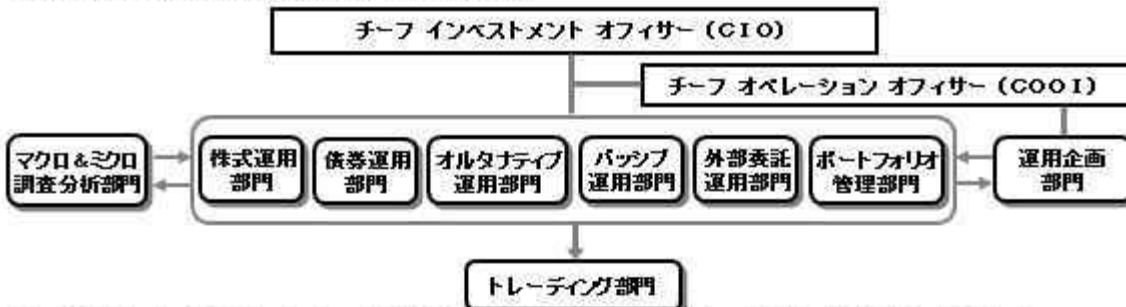 チーフ インベストメント オフィサー (CIO)
チーフ オペレーション オフィサー (COOI)
マクロ&ミクロ
調査分析部門
株式運用
部門
債券運用
部門
オルタナティブ
運用部門
パッシブ
運用部門
外部委託
運用部門
ポートフォリオ
管理部門
運用企画
部門
トレーディング部門